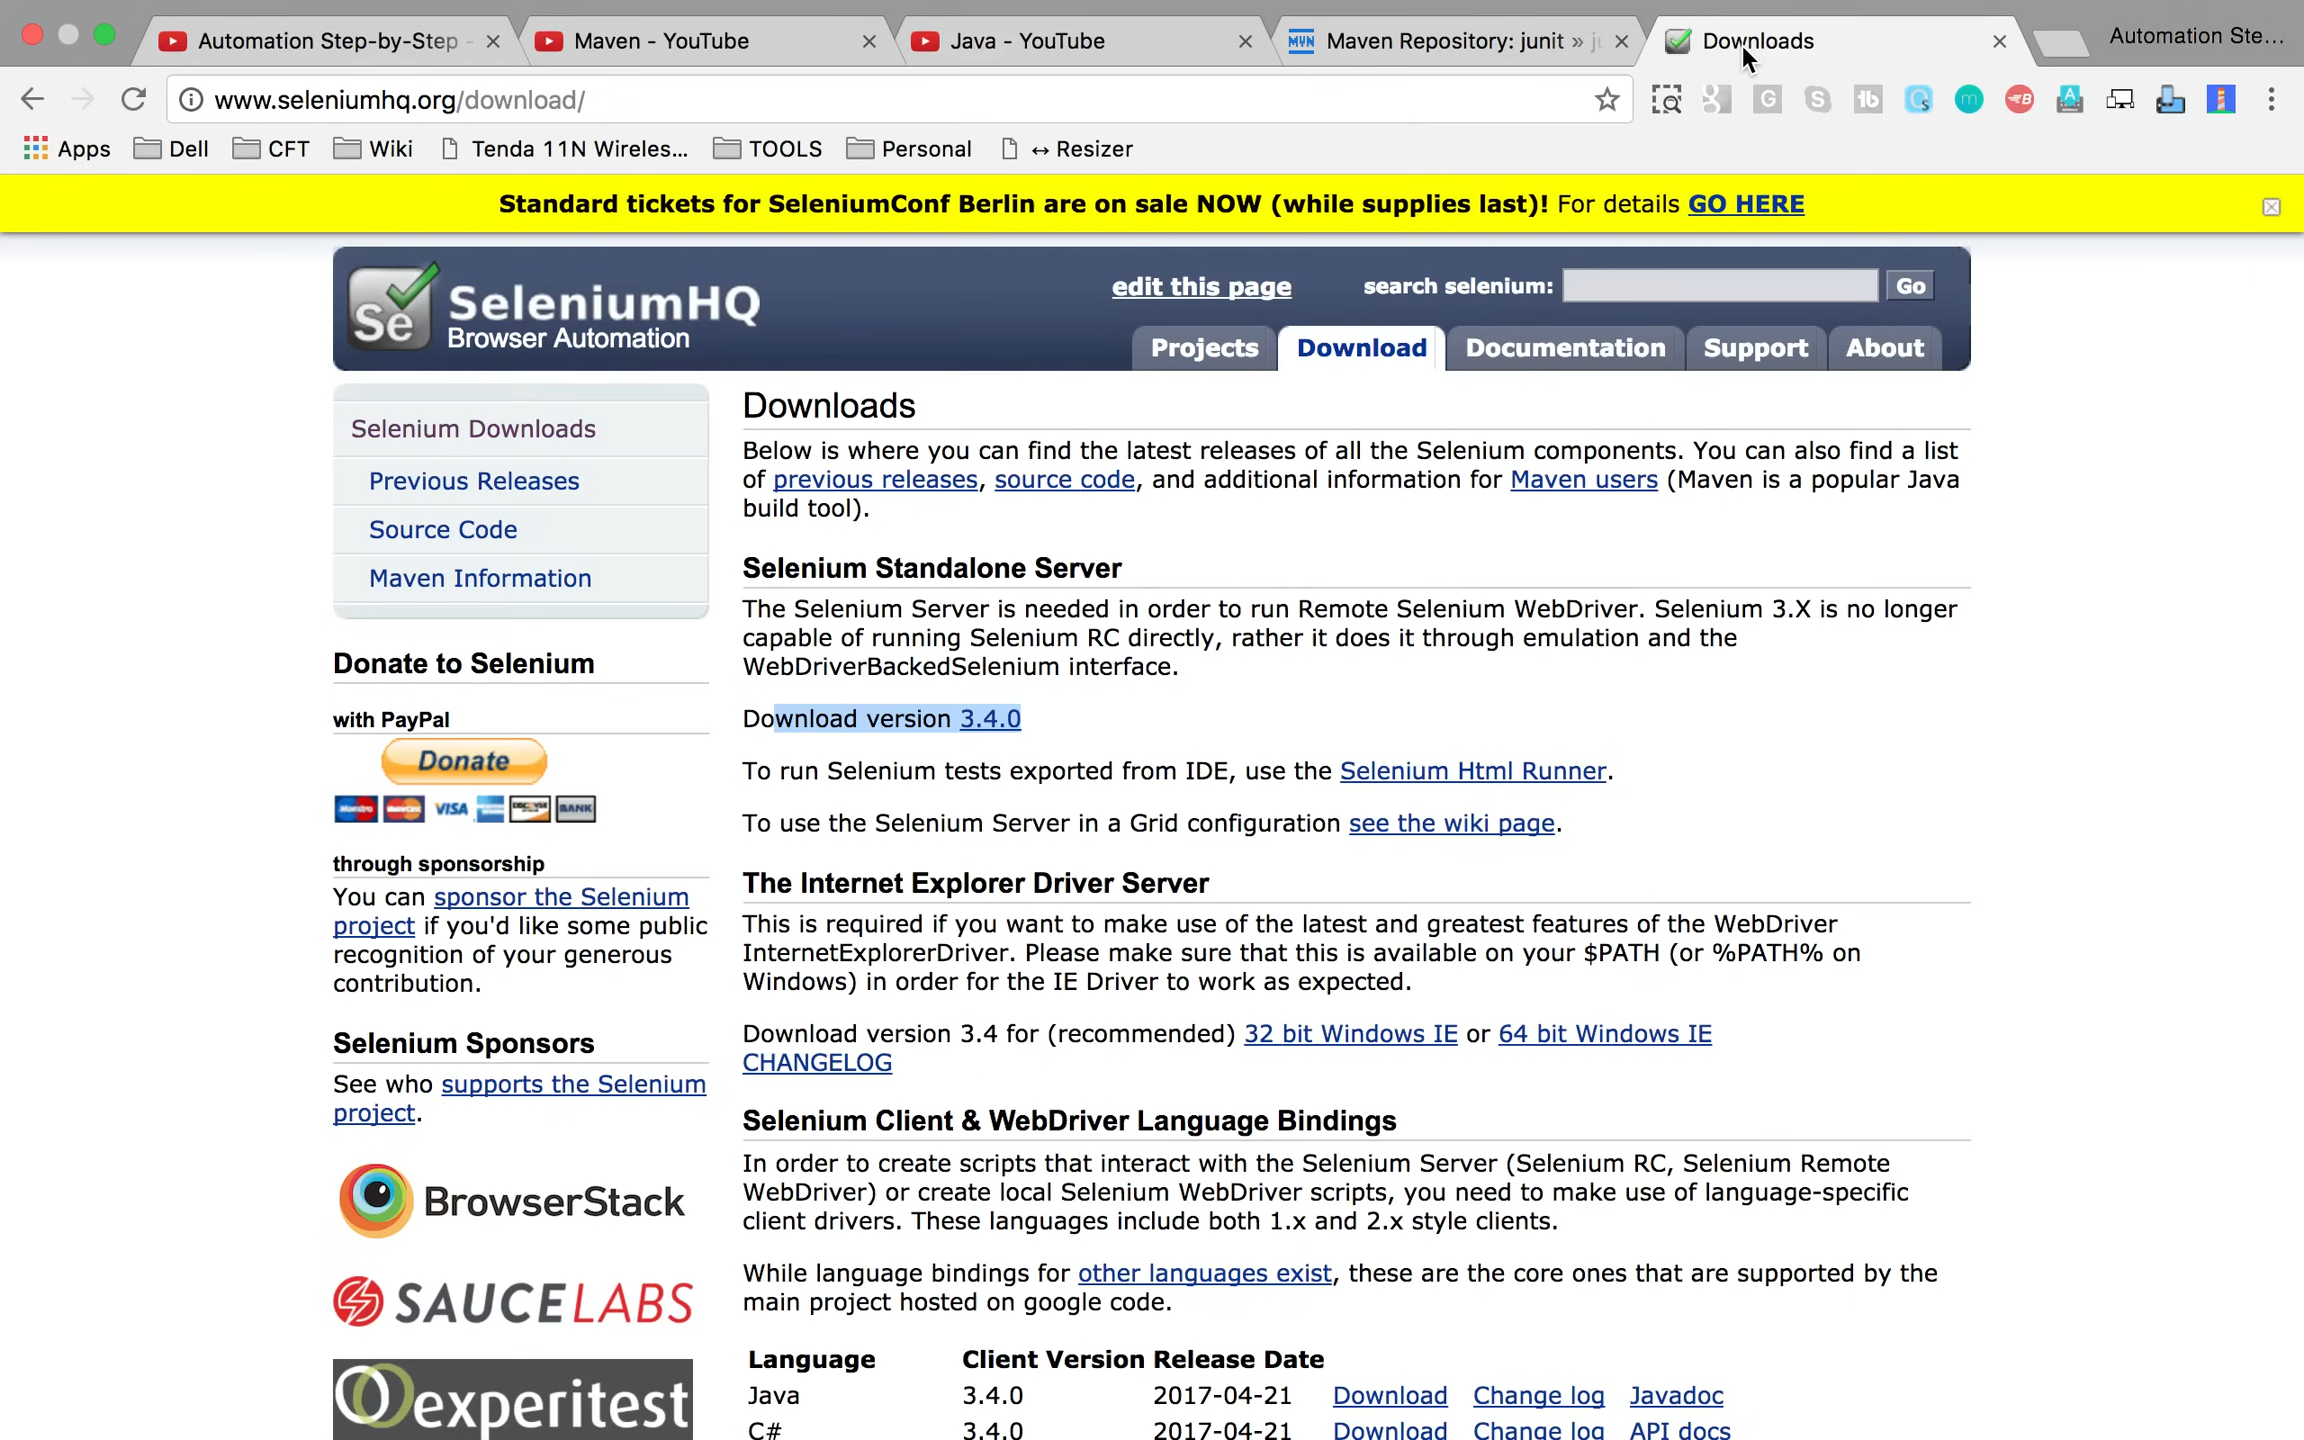 Automation Step-by-Step -
Maven - YouTube
Java - YouTube
MVN Maven Repository: junit » ju
Downloads
Automation Ste...
www.seleniumhq.org/download/
Apps
Dell
CFT
Wiki
Tenda 11N Wireles...
TOOLS
Personal
↔ Resizer
Standard tickets for SeleniumConf Berlin are on sale NOW (while supplies last)! For details GO HERE
Se SeleniumHQ
Browser Automation
edit this page
search selenium:
Go
Projects
Download
Documentation
Support
About
Selenium Downloads
Previous Releases
Source Code
Maven Information
Donate to Selenium
with PayPal
Donate
Maestro
VISA
DISCOVER
BANK
through sponsorship
You can sponsor the Selenium
project if you'd like some public
recognition of your generous
contribution.
Selenium Sponsors
See who supports the Selenium
project.
BrowserStack
SAUCELABS
experitest
Downloads
Below is where you can find the latest releases of all the Selenium components. You can also find a list
of previous releases, source code, and additional information for Maven users (Maven is a popular Java
build tool).
Selenium Standalone Server
The Selenium Server is needed in order to run Remote Selenium WebDriver. Selenium 3.X is no longer
capable of running Selenium RC directly, rather it does it through emulation and the
WebDriverBackedSelenium interface.
Download version 3.4.0
To run Selenium tests exported from IDE, use the Selenium Html Runner.
To use the Selenium Server in a Grid configuration see the wiki page.
The Internet Explorer Driver Server
This is required if you want to make use of the latest and greatest features of the WebDriver
InternetExplorerDriver. Please make sure that this is available on your $PATH (or %PATH% on
Windows) in order for the IE Driver to work as expected.
Download version 3.4 for (recommended) 32 bit Windows IE or 64 bit Windows IE
CHANGELOG
Selenium Client & WebDriver Language Bindings
In order to create scripts that interact with the Selenium Server (Selenium RC, Selenium Remote
WebDriver) or create local Selenium WebDriver scripts, you need to make use of language-specific
client drivers. These languages include both 1.x and 2.x style clients.
While language bindings for other languages exist, these are the core ones that are supported by the
main project hosted on google code.
Language Client Version Release Date
Java 3.4.0 2017-04-21 Download Change log Javadoc
C# 3.4.0 2017-04-21 Download Change log API docs